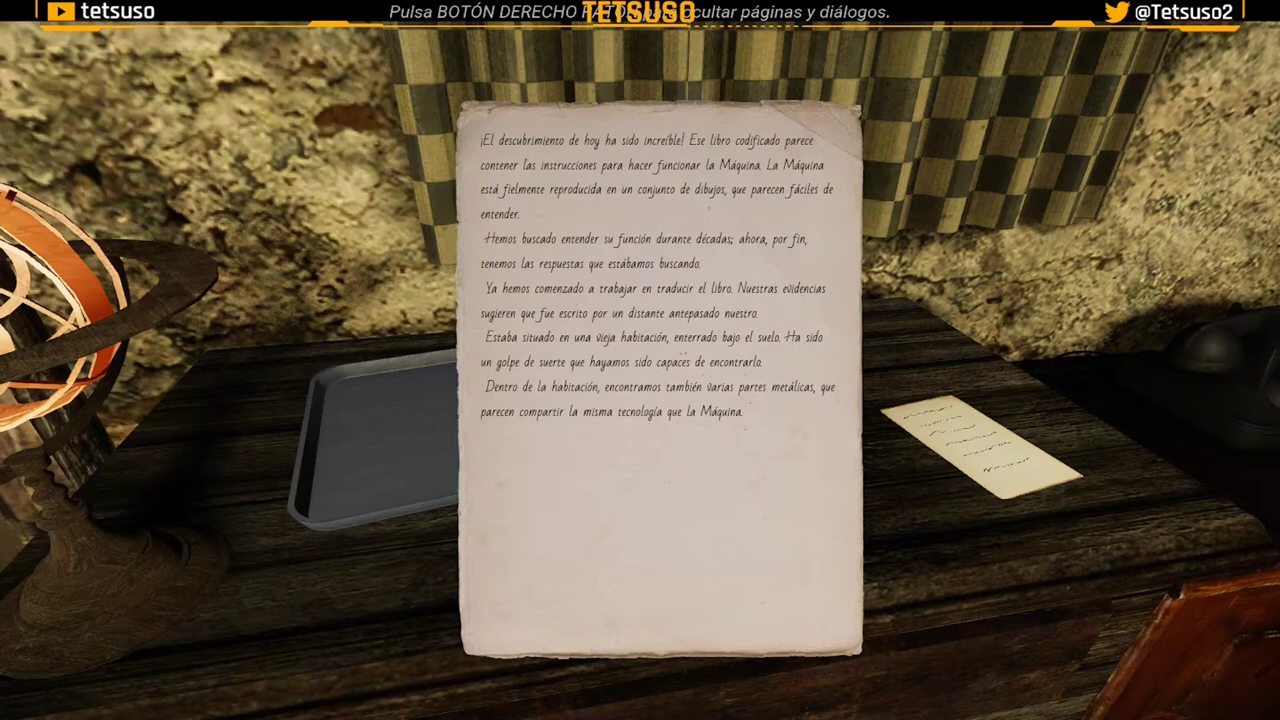 tetsuso
Pulsa BOTÓN DERECHO
TETSUSO
ocultar páginas y diálogos.
@Tetsuso2
¡El descubrimiento de hoy ha sido increíble! Ese libro codificado parece
contener las instrucciones para hacer funcionar la Máquina. La Máquina
está fielmente reproducida en un conjunto de dibujos, que parecen fáciles de
entender.
Hemos buscado entender su función durante décadas; ahora, por fin,
tenemos las respuestas que estábamos buscando.
Ya hemos comenzado a trabajar en traducir el libro. Nuestras evidencias
sugieren que fue escrito por un distante antepasado nuestro.
Estaba situado en una vieja habitación, enterrado bajo el suelo. Ha sido
un golpe de suerte que hayamos sido capaces de encontrarlo.
Dentro de la habitación, encontramos también varias partes metálicas, que
parecen compartir la misma tecnología que la Máquina.